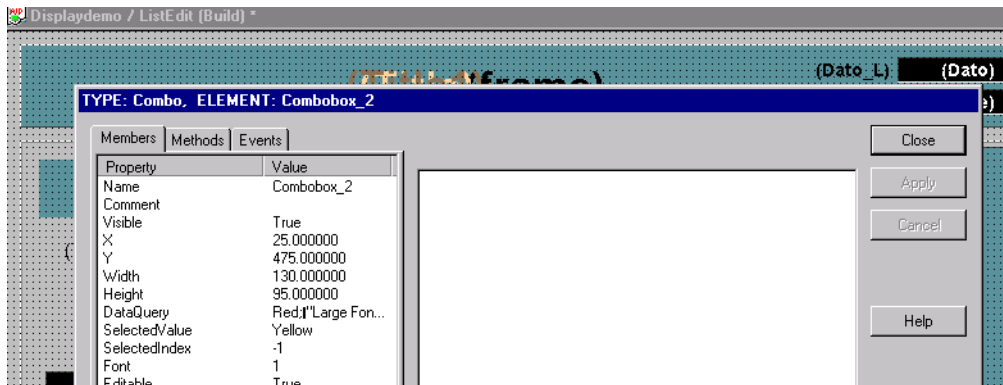 Displaydemo / ListEdit (Build) *
(Dato_L) (Dato)
TYPE: Combo, ELEMENT: Combobox_2
Members Methods Events
Close
Property Value
Name Combobox_2
Apply
Comment
Visible True
Cancel
X 25.000000
Y 475.000000
Width 130.000000
Height 95.000000
DataQuery Red;|"Large Fon...
Help
SelectedValue Yellow
SelectedIndex -1
Font 1
Editable True